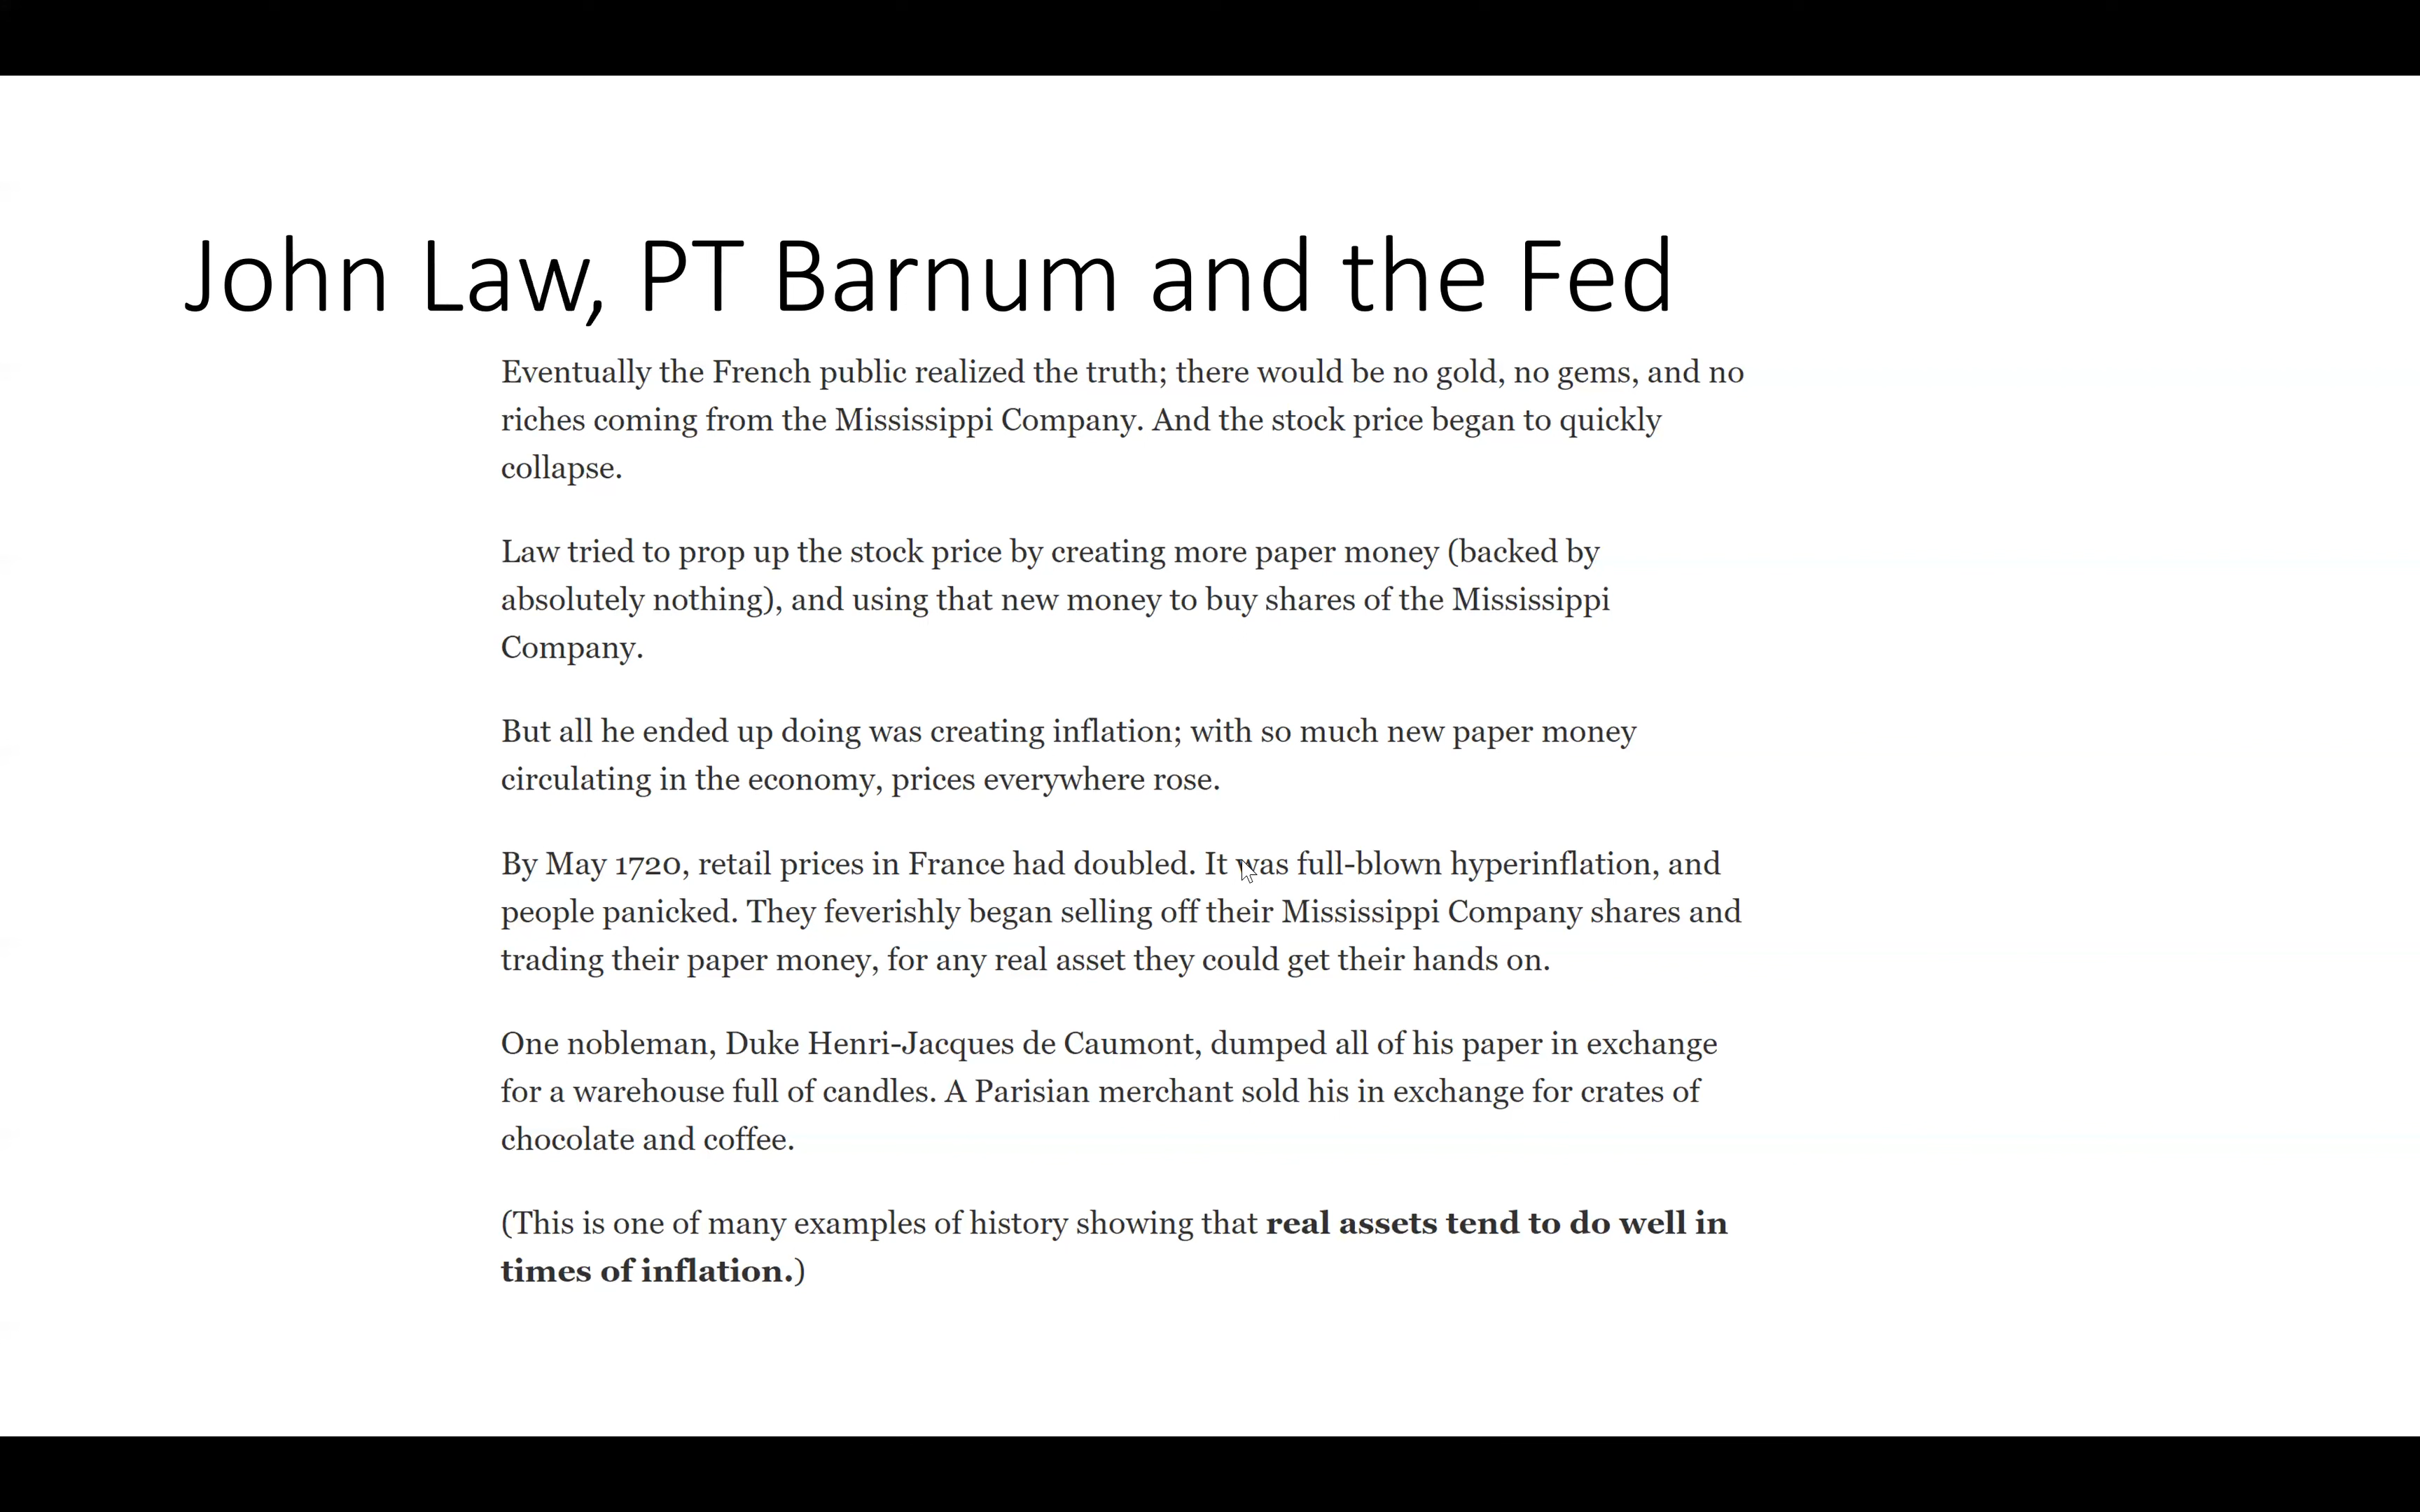 John Law, PT Barnum and the Fed
Eventually the French public realized the truth; there would be no gold, no gems, and no
riches coming from the Mississippi Company. And the stock price began to quickly
collapse.
Law tried to prop up the stock price by creating more paper money (backed by
absolutely nothing), and using that new money to buy shares of the Mississippi
Company.
But all he ended up doing was creating inflation; with so much new paper money
circulating in the economy, prices everywhere rose.
By May 1720, retail prices in France had doubled. It was full-blown hyperinflation, and
people panicked. They feverishly began selling off their Mississippi Company shares and
trading their paper money, for any real asset they could get their hands on.
One nobleman, Duke Henri-Jacques de Caumont, dumped all of his paper in exchange
for a warehouse full of candles. A Parisian merchant sold his in exchange for crates of
chocolate and coffee.
(This is one of many examples of history showing that real assets tend to do well in
times of inflation.)